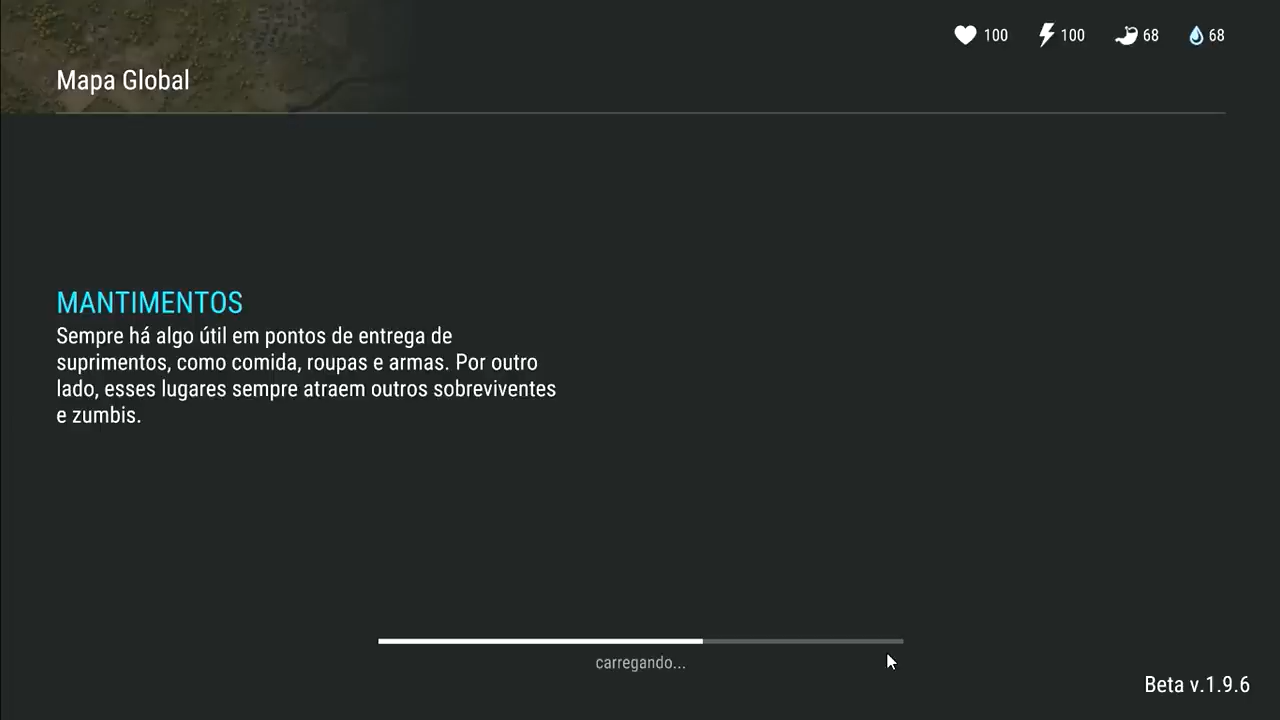 100 100 68 68
Mapa Global
MANTIMENTOS
Sempre há algo útil em pontos de entrega de
suprimentos, como comida, roupas e armas. Por outro
lado, esses lugares sempre atraem outros sobreviventes
e zumbis.
carregando...
Beta v.1.9.6